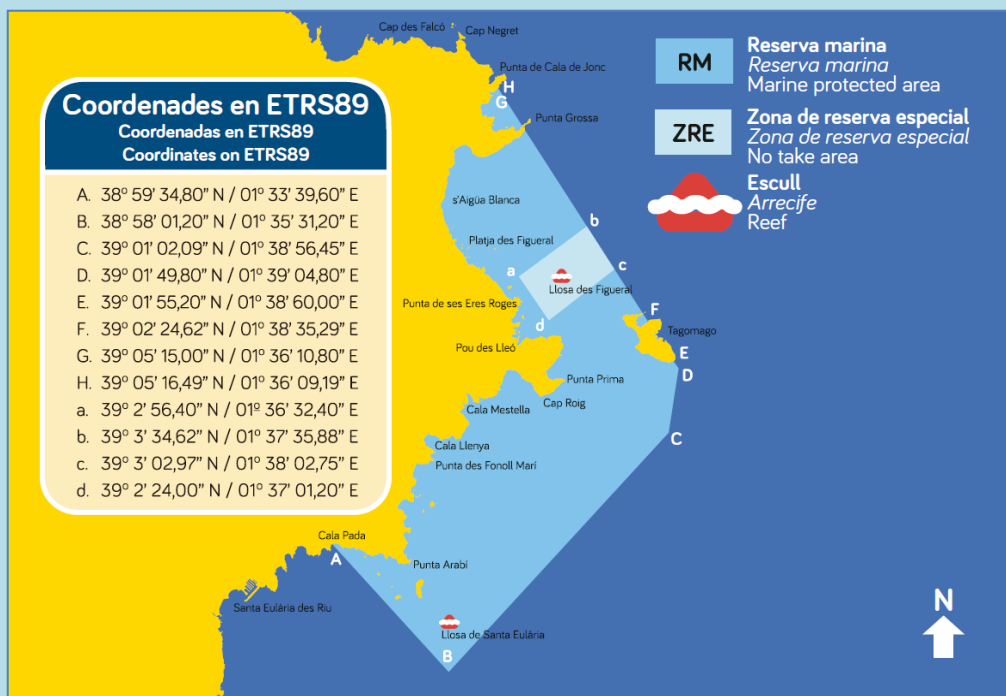 Coordenades en ETRS89
Coordenadas en ETRS89
Coordinates on ETRS89
A. 38º 59’ 34,80” N / 01º 33’ 39,60” E
B. 38º 58’ 01,20” N / 01º 35’ 31,20” E
C. 39º 01’ 02,09” N / 01º 38’ 56,45” E
D. 39º 01’ 49,80” N / 01º 39’ 04,80” E
E. 39º 01’ 55,20” N / 01º 38’ 60,00” E
F. 39º 02’ 24,62” N / 01º 38’ 35,29” E
G. 39º 05’ 15,00” N / 01º 36’ 10,80” E
H. 39º 05’ 16,49” N / 01º 36’ 09,19” E
a. 39º 2’ 56,40” N / 01º 36’ 32,40” E
b. 39º 3’ 34,62” N / 01º 37’ 35,88” E
c. 39º 3’ 02,97” N / 01º 38’ 02,75” E
d. 39º 2’ 24,00” N / 01º 37’ 01,20” E
Cap des Falcó
Cap Negret
Punta de Cala de Jonc
H
G
Punta Grossa
s’Aigüa Blanca
b
Platja des Figueral
a
c
Llosa des Figueral
Punta de ses Eres Roges
d
F
Tagomago
Pou des Lleó
E
D
Punta Prima
Cap Roig
Cala Mestella
C
Cala Llenya
Punta des Fonoll Marí
Cala Pada
A
Punta Arabí
Santa Eulària des Riu
Llosa de Santa Eulària
B
RM
Reserva marina
Reserva marina
Marine protected area
ZRE
Zona de reserva especial
Zona de reserva especial
No take area
Escull
Arrecife
Reef
N